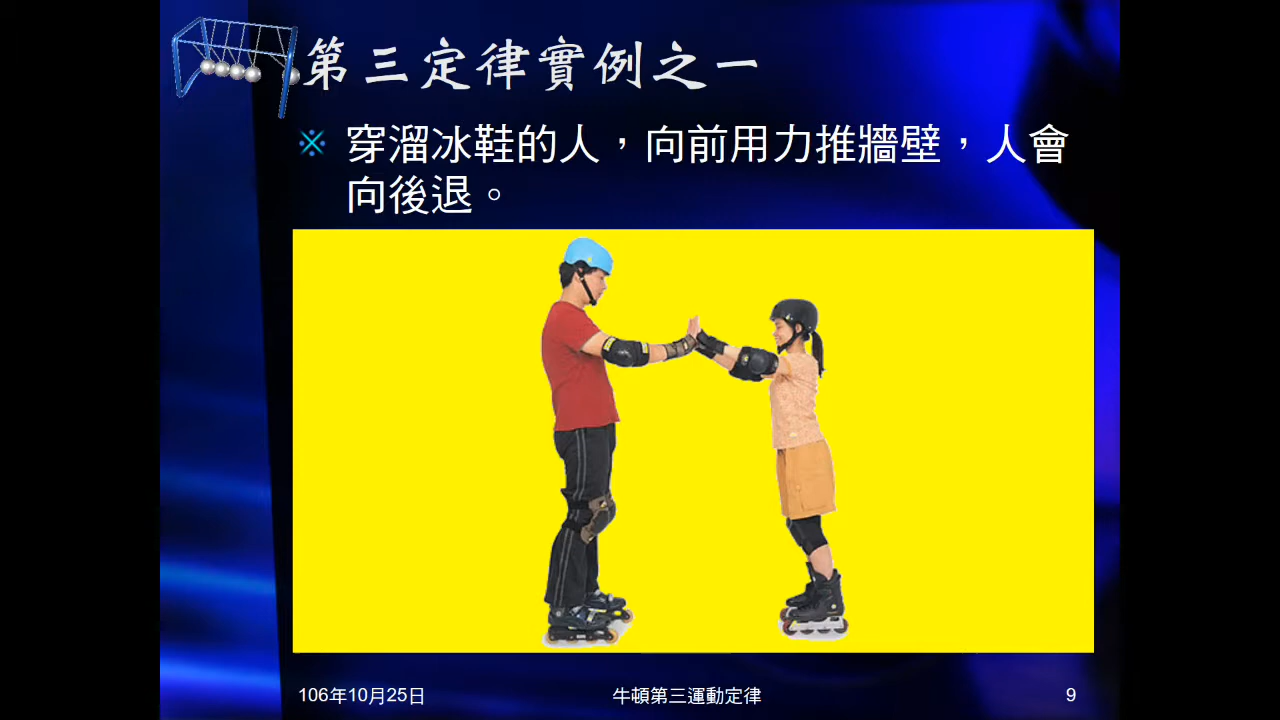 第三定律實例之一
※ 穿溜冰鞋的人，向前用力推牆壁，人會
向後退。
106年10月25日
牛頓第三運動定律
9